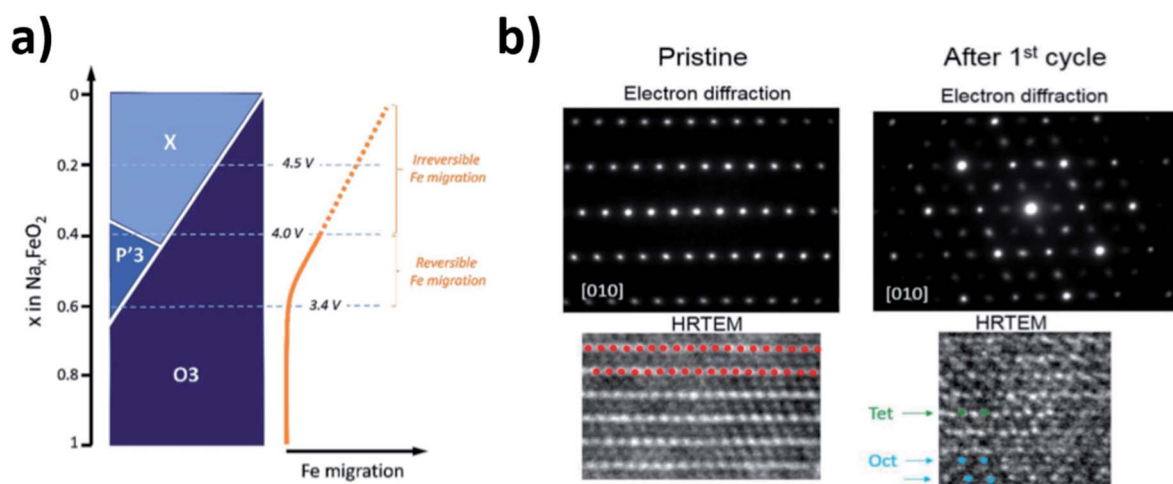 a)
x in NaxFeO2
0
0.2
0.4
0.6
0.8
1
X
P'3
O3
4.5 V
4.0 V
3.4 V
Irreversible
Fe migration
Reversible
Fe migration
Fe migration
b)
Pristine
Electron diffraction
[010]
HRTEM
After 1st cycle
Electron diffraction
[010]
HRTEM
Tet
Oct